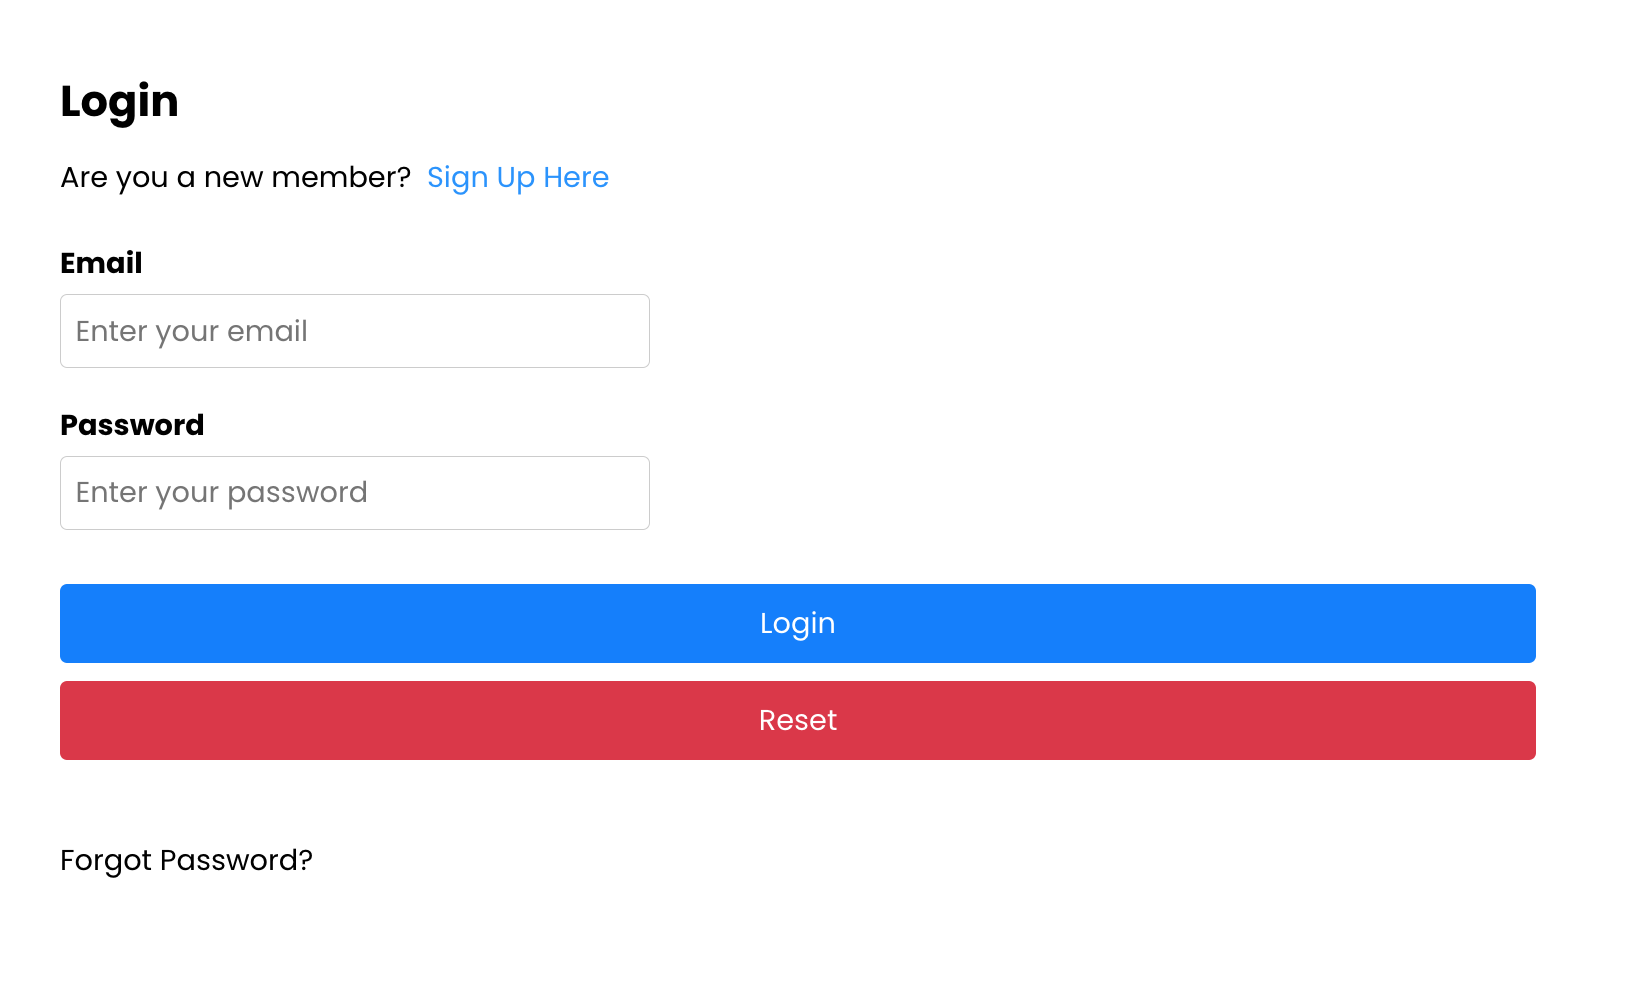 Login
Are you a new member? Sign Up Here
Email
Enter your email
Password
Enter your password
Login
Reset
Forgot Password?